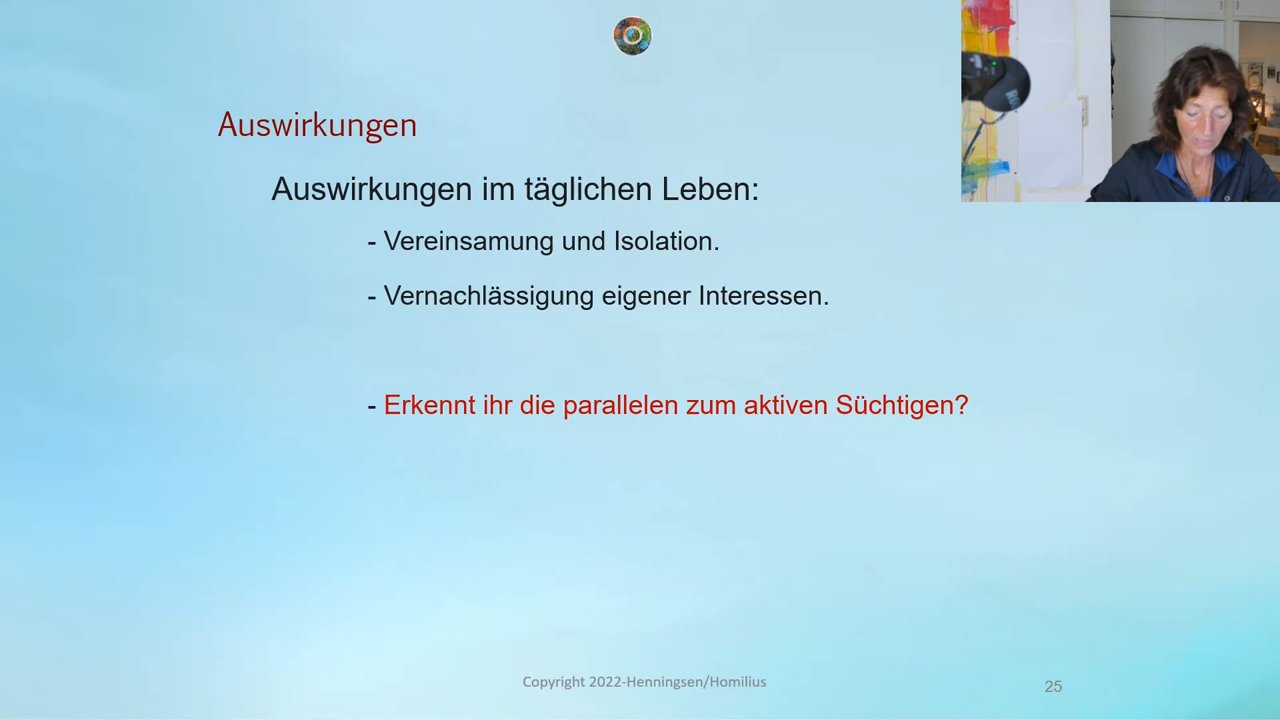 Auswirkungen
Auswirkungen im täglichen Leben:
- Vereinsamung und Isolation.
- Vernachlässigung eigener Interessen.
- Erkennt ihr die parallelen zum aktiven Süchtigen?
Copyright 2022-Henningsen/Homilius
25